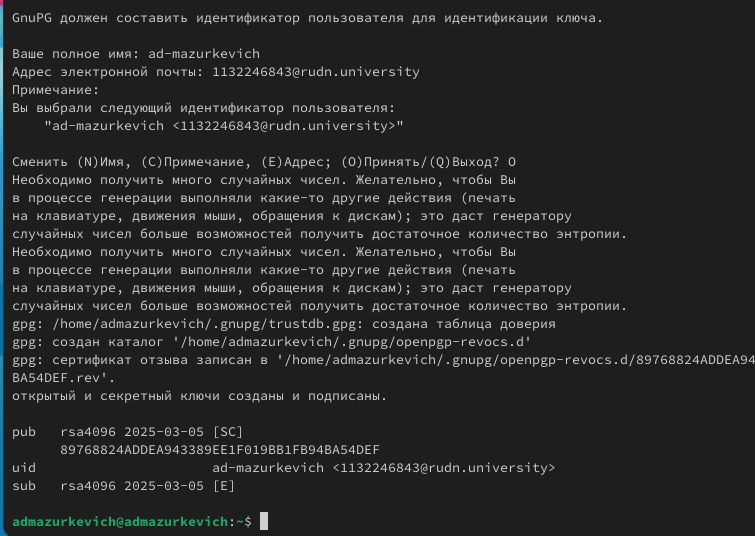 GnuPG должен составить идентификатор пользователя для идентификации ключа.
Ваше полное имя: ad-mazurkevich
Адрес электронной почты: 1132246843@rudn.university
Примечание:
Вы выбрали следующий идентификатор пользователя:
"ad-mazurkevich <1132246843@rudn.university>"
Сменить (N)Имя, (C)Примечание, (E)Адрес; (O)Принять/(Q)Выход? O
Необходимо получить много случайных чисел. Желательно, чтобы Вы
в процессе генерации выполняли какие-то другие действия (печать
на клавиатуре, движения мыши, обращения к дискам); это даст генератору
случайных чисел больше возможностей получить достаточное количество энтропии.
Необходимо получить много случайных чисел. Желательно, чтобы Вы
в процессе генерации выполняли какие-то другие действия (печать
на клавиатуре, движения мыши, обращения к дискам); это даст генератору
случайных чисел больше возможностей получить достаточное количество энтропии.
gpg: /home/admazurkevich/.gnupg/trustdb.gpg: создана таблица доверия
gpg: создан каталог '/home/admazurkevich/.gnupg/openpgp-revocs.d'
gpg: сертификат отзыва записан в '/home/admazurkevich/.gnupg/openpgp-revocs.d/89768824ADDEA94
BA54DEF.rev'.
открытый и секретный ключи созданы и подписаны.
pub   rsa4096 2025-03-05 [SC]
89768824ADDEA943389EE1F019BB1FB94BA54DEF
uid                      ad-mazurkevich <1132246843@rudn.university>
sub   rsa4096 2025-03-05 [E]
admazurkevich@admazurkevich:~$